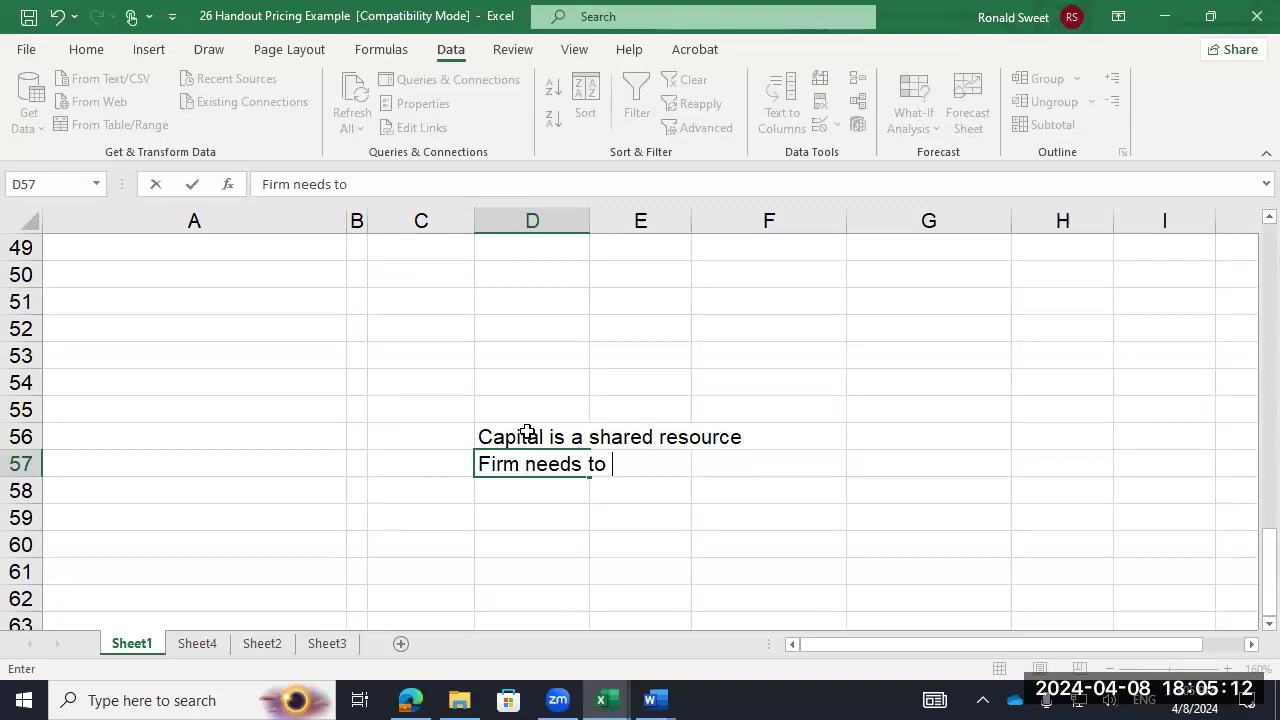 26 Handout Pricing Example [Compatibility Mode] - Excel
Search
Ronald Sweet RS
File Home Insert Draw Page Layout Formulas Data Review View Help Acrobat Share
Get Data
From Text/CSV
From Web
From Table/Range
Recent Sources
Existing Connections
Get & Transform Data
Refresh All
Queries & Connections
Properties
Edit Links
Queries & Connections
Sort
Filter
Clear
Reapply
Advanced
Sort & Filter
Text to Columns
Data Tools
What-If Analysis
Forecast Sheet
Forecast
Group
Ungroup
Subtotal
Outline
D57 fx Firm needs to
A B C D E F G H I
49
50
51
52
53
54
55
56 Capital is a shared resource
57 Firm needs to
58
59
60
61
62
63
Sheet1 Sheet4 Sheet2 Sheet3
Enter 160%
Type here to search
ENG
2024-04-08 18:05:12
4/8/2024